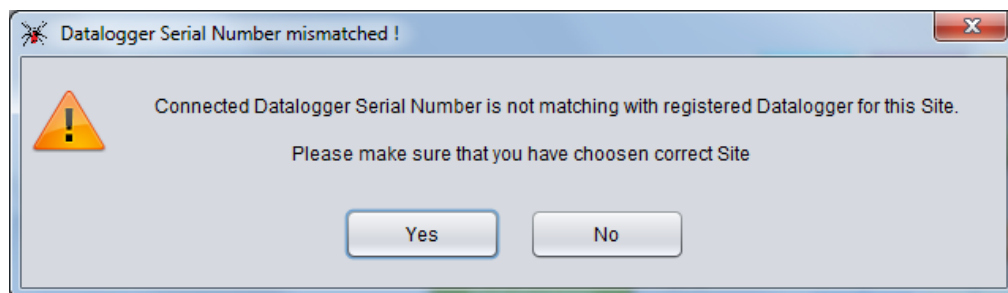 Datalogger Serial Number mismatched !
Connected Datalogger Serial Number is not matching with registered Datalogger for this Site.
Please make sure that you have choosen correct Site
Yes No